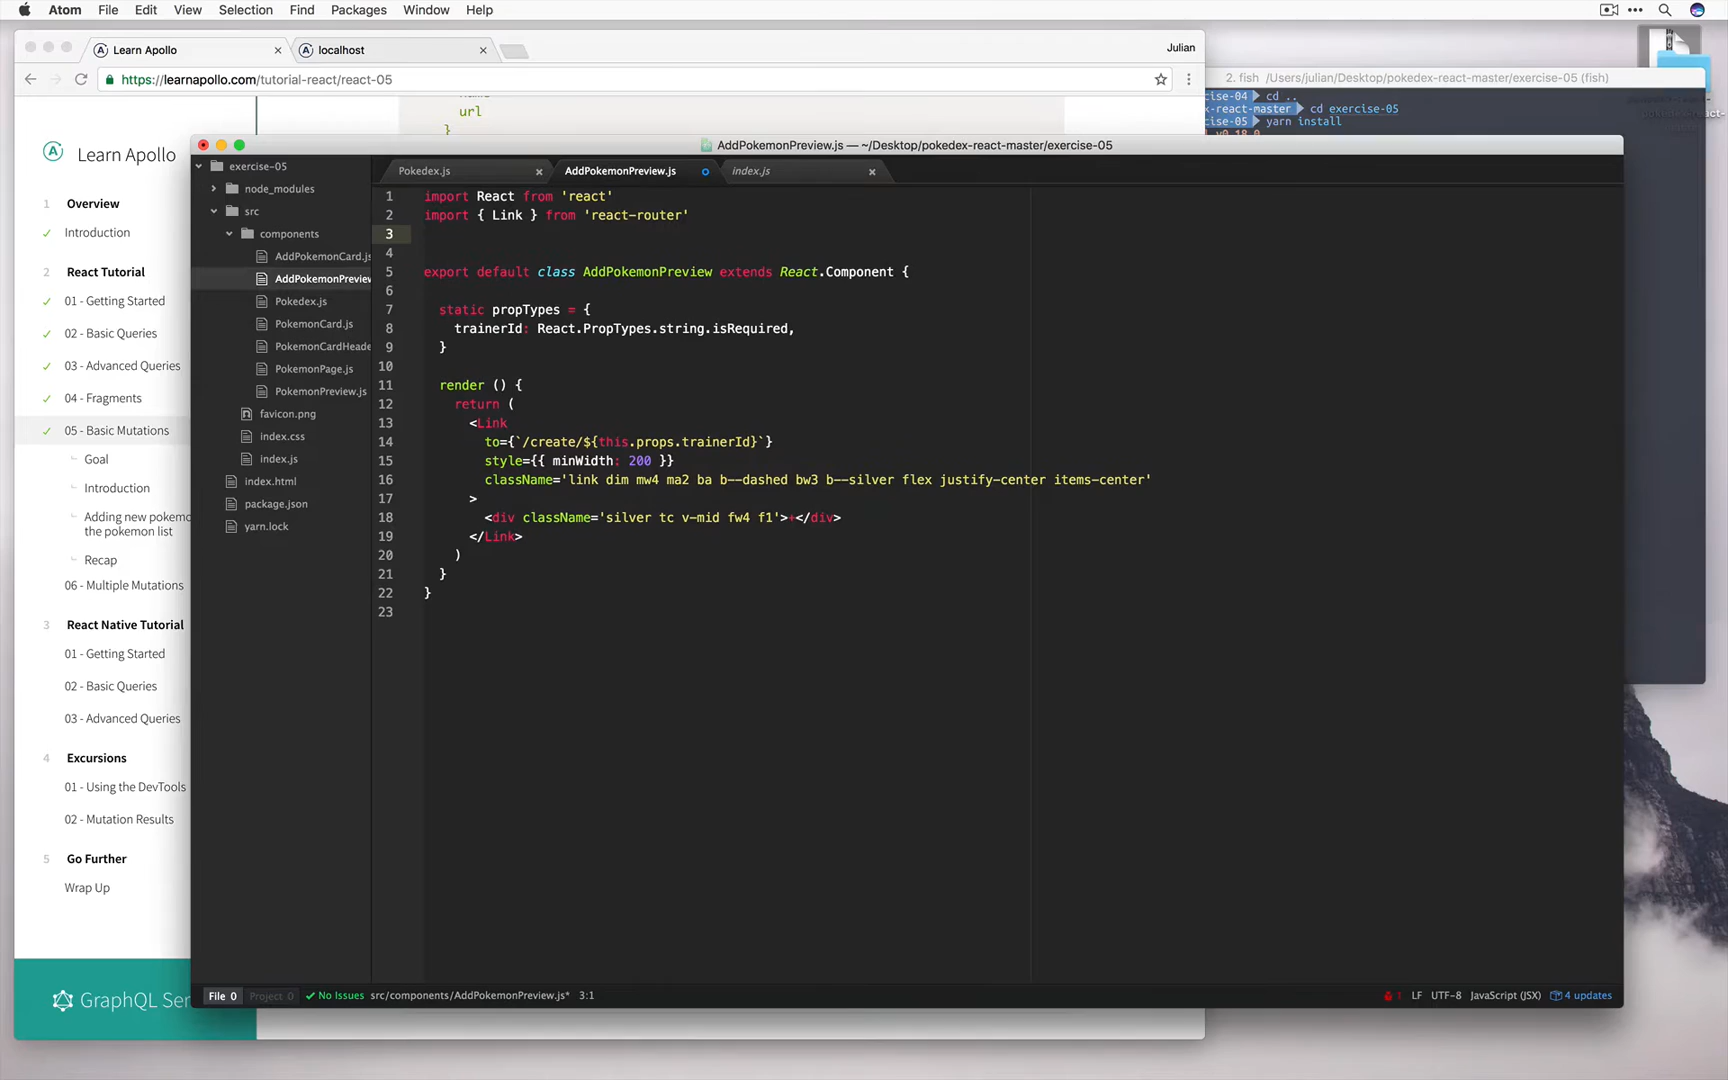 Atom File Edit View Selection Find Packages Window Help
Learn Apollo
localhost
Julian
https://learnapollo.com/tutorial-react/react-05
url
}
2. fish /Users/julian/Desktop/pokedex-react-master/exercise-05 (fish)
cise-04 cd ..
x-react-master cd exercise-05
cise-05 yarn install
Learn Apollo
1 Overview
Introduction
2 React Tutorial
01 - Getting Started
02 - Basic Queries
03 - Advanced Queries
04 - Fragments
05 - Basic Mutations
Goal
Introduction
Adding new pokemo
the pokemon list
Recap
06 - Multiple Mutations
3 React Native Tutorial
01 - Getting Started
02 - Basic Queries
03 - Advanced Queries
4 Excursions
01 - Using the DevTools
02 - Mutation Results
5 Go Further
Wrap Up
GraphQL Ser
AddPokemonPreview.js — ~/Desktop/pokedex-react-master/exercise-05
exercise-05
node_modules
src
components
AddPokemonCard.js
AddPokemonPreview
Pokedex.js
PokemonCard.js
PokemonCardHeade
PokemonPage.js
PokemonPreview.js
favicon.png
index.css
index.js
index.html
package.json
yarn.lock
Pokedex.js
AddPokemonPreview.js
index.js
1 import React from 'react'
2 import { Link } from 'react-router'
3
4
5 export default class AddPokemonPreview extends React.Component {
6
7 static propTypes = {
8 trainerId: React.PropTypes.string.isRequired,
9 }
10
11 render () {
12 return (
13 <Link
14 to={`/create/${this.props.trainerId}`}
15 style={{ minWidth: 200 }}
16 className='link dim mw4 ma2 ba b--dashed bw3 b--silver flex justify-center items-center'
17 >
18 <div className='silver tc v-mid fw4 f1'>+</div>
19 </Link>
20 )
21 }
22 }
23
File 0 Project 0 No Issues src/components/AddPokemonPreview.js* 3:1
LF UTF-8 JavaScript (JSX) 4 updates